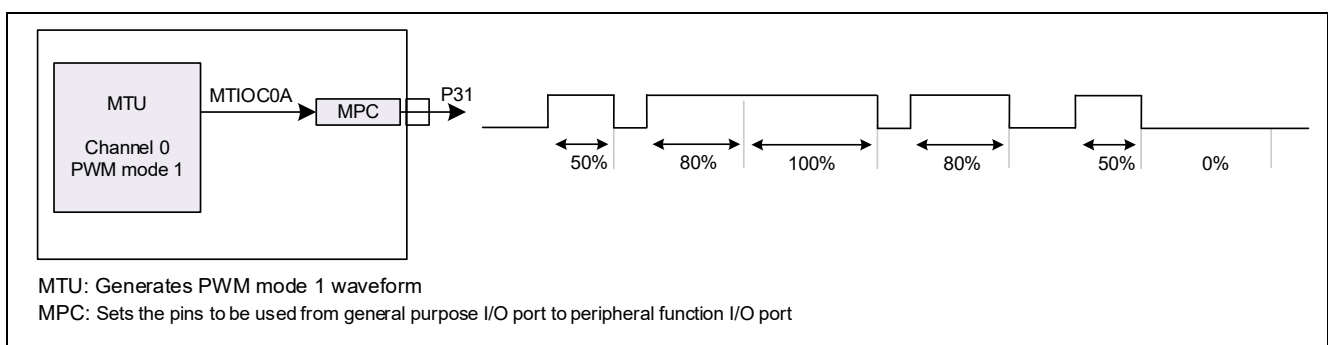 MTU
Channel 0
PWM mode 1
MTIOC0A
MPC
P31
50%
80%
100%
80%
50%
0%
MTU: Generates PWM mode 1 waveform
MPC: Sets the pins to be used from general purpose I/O port to peripheral function I/O port